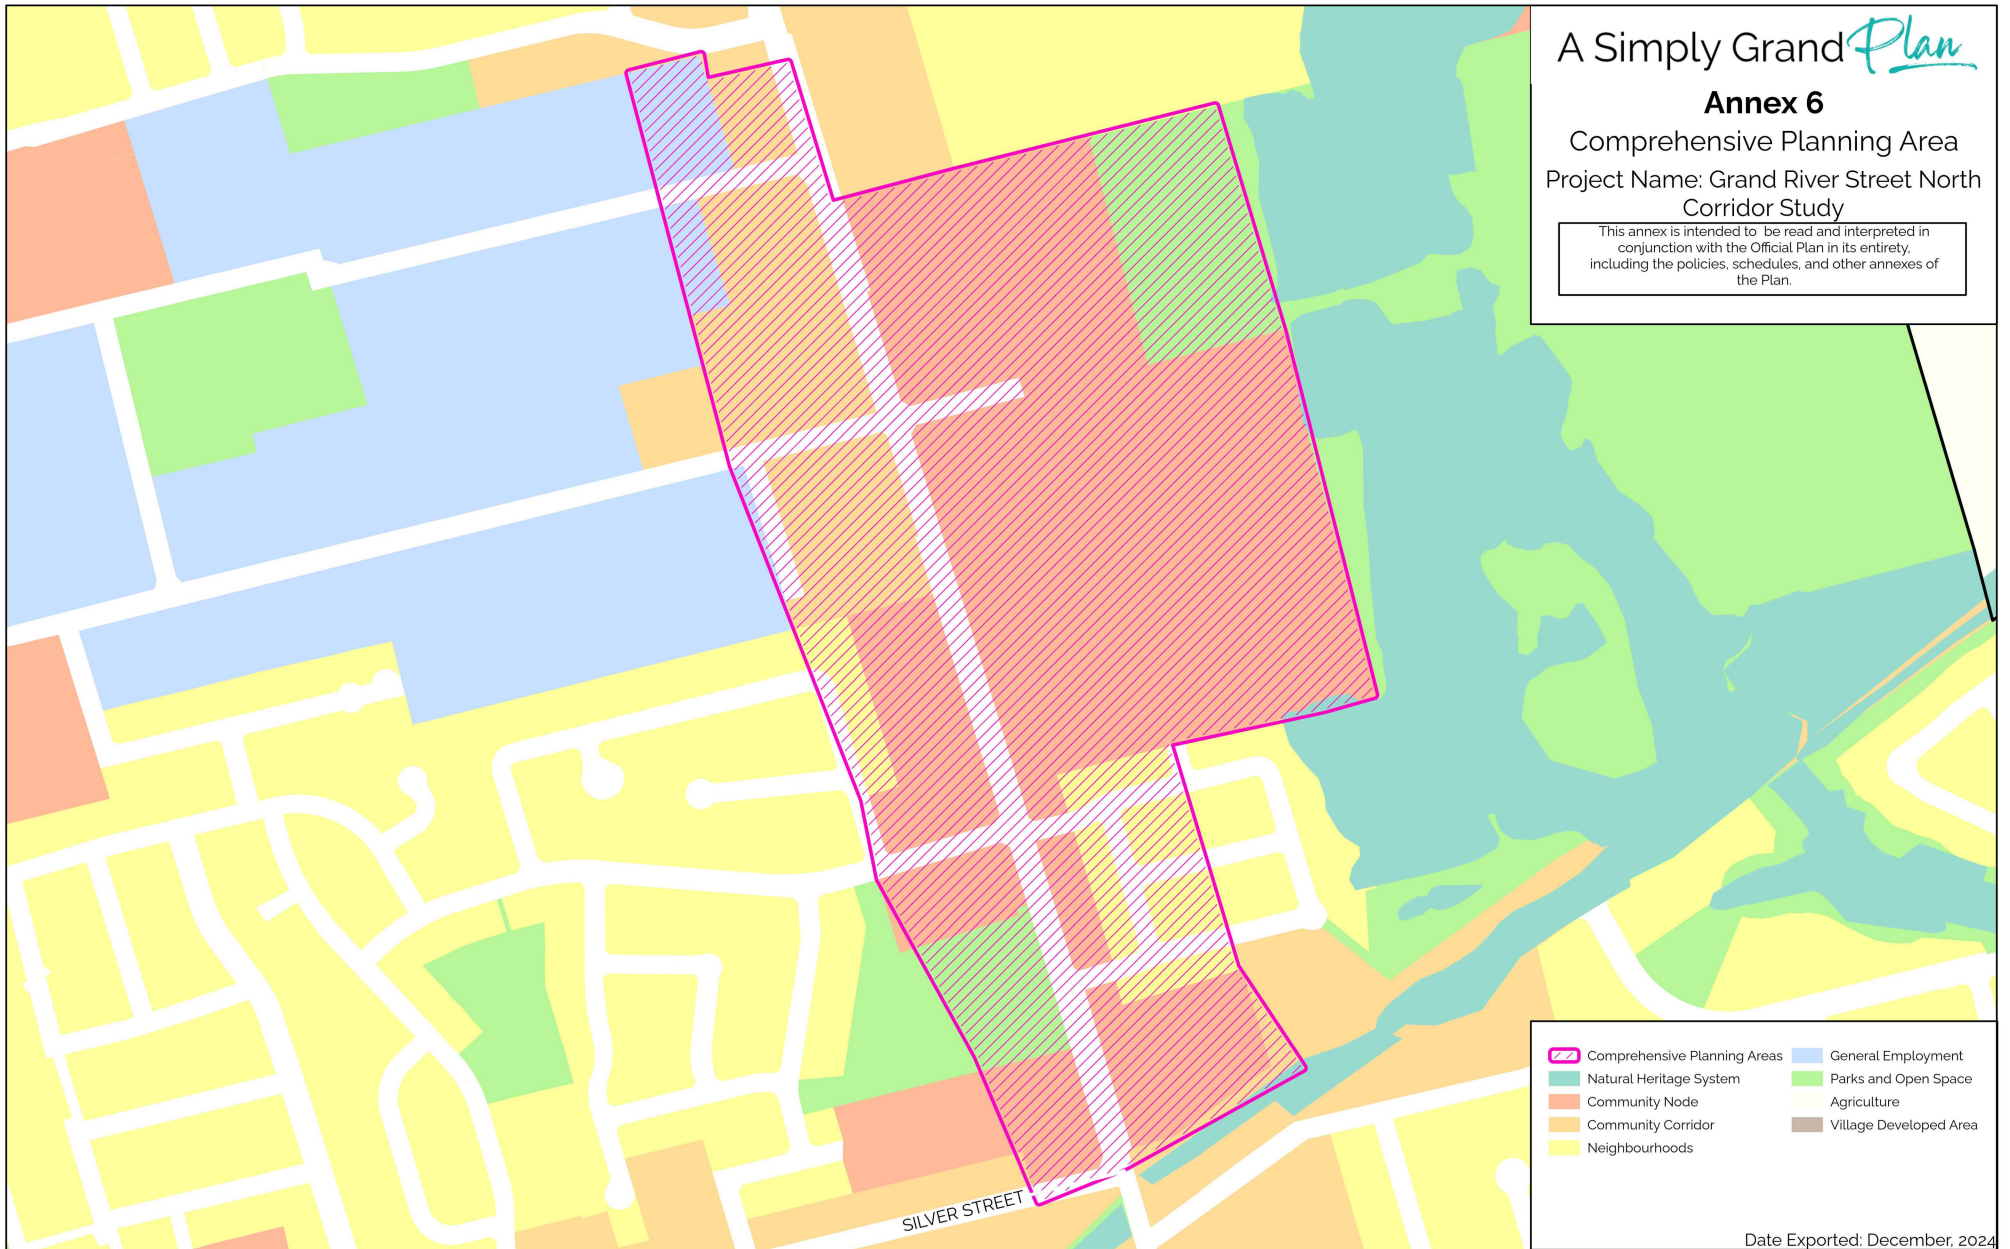 A Simply Grand Plan
Annex 6
Comprehensive Planning Area
Project Name: Grand River Street North
Corridor Study
This annex is intended to be read and interpreted in
conjunction with the Official Plan in its entirety,
including the policies, schedules, and other annexes of
the Plan.
SILVER STREET
Comprehensive Planning Areas
Natural Heritage System
Community Node
Community Corridor
Neighbourhoods
General Employment
Parks and Open Space
Agriculture
Village Developed Area
Date Exported: December, 2024